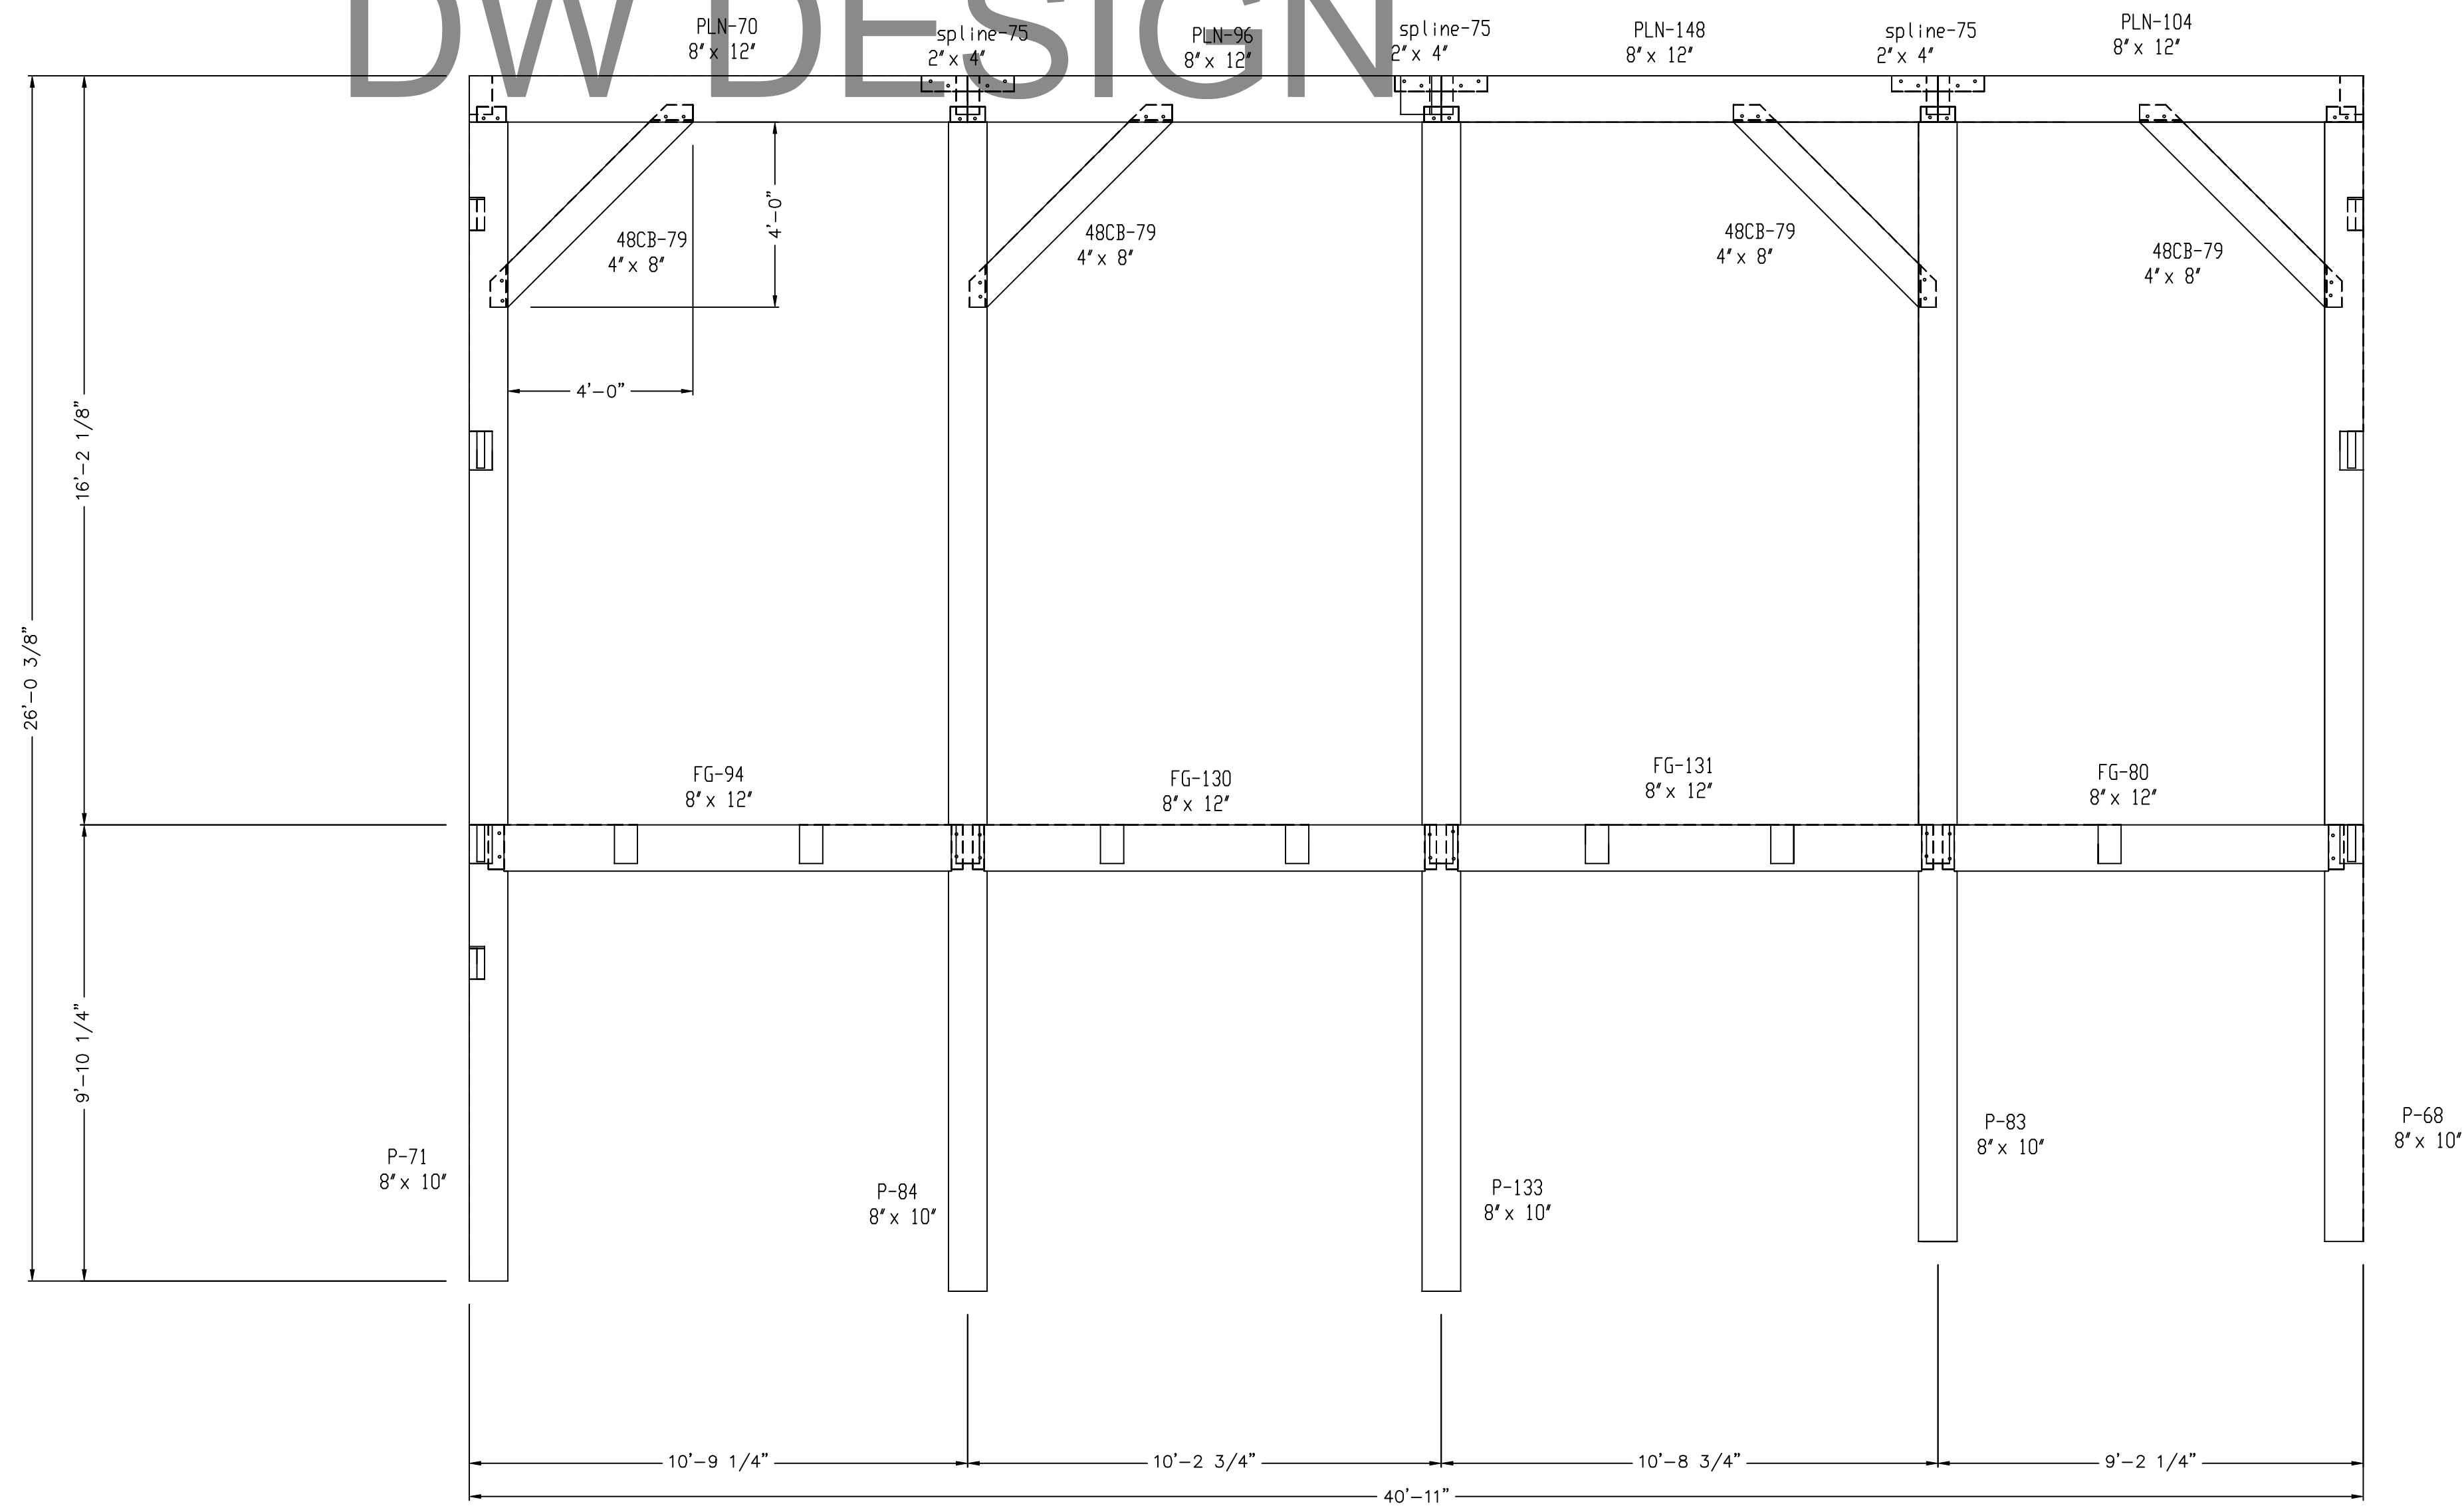 DW DESIGN
PLN-70
8" x 12"
spline-75
2" x 4"
PLN-96
8" x 12"
spline-75
2" x 4"
PLN-148
8" x 12"
spline-75
2" x 4"
PLN-104
8" x 12"
48CB-79
4" x 8"
4'-0"
48CB-79
4" x 8"
48CB-79
4" x 8"
48CB-79
4" x 8"
4'-0"
16'-2 1/8"
26'-0 3/8"
FG-94
8" x 12"
FG-130
8" x 12"
FG-131
8" x 12"
FG-80
8" x 12"
9'-10 1/4"
P-71
8" x 10"
P-84
8" x 10"
P-133
8" x 10"
P-83
8" x 10"
P-68
8" x 10"
10'-9 1/4"
10'-2 3/4"
10'-8 3/4"
9'-2 1/4"
40'-11"